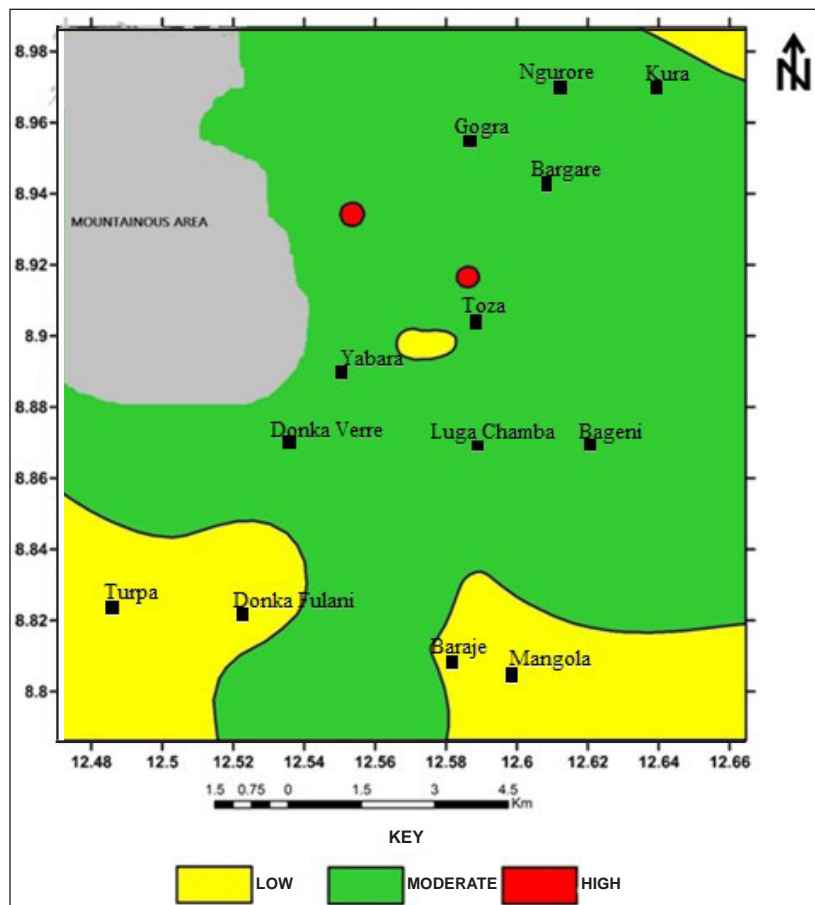 N
8.98
Ngurore Kura
8.96
Gogra
8.94
Bargare
MOUNTAINOUS AREA
8.92
Toza
8.9
Yabara
8.88
Donka Verre Luga Chamba Bageni
8.86
8.84
Turpa Donka Fulani
8.82
Baraje Mangola
8.8
12.48 12.5 12.52 12.54 12.56 12.58 12.6 12.62 12.64 12.66
1.5 0.75 0 1.5 3 4.5
Km
KEY
LOW MODERATE HIGH